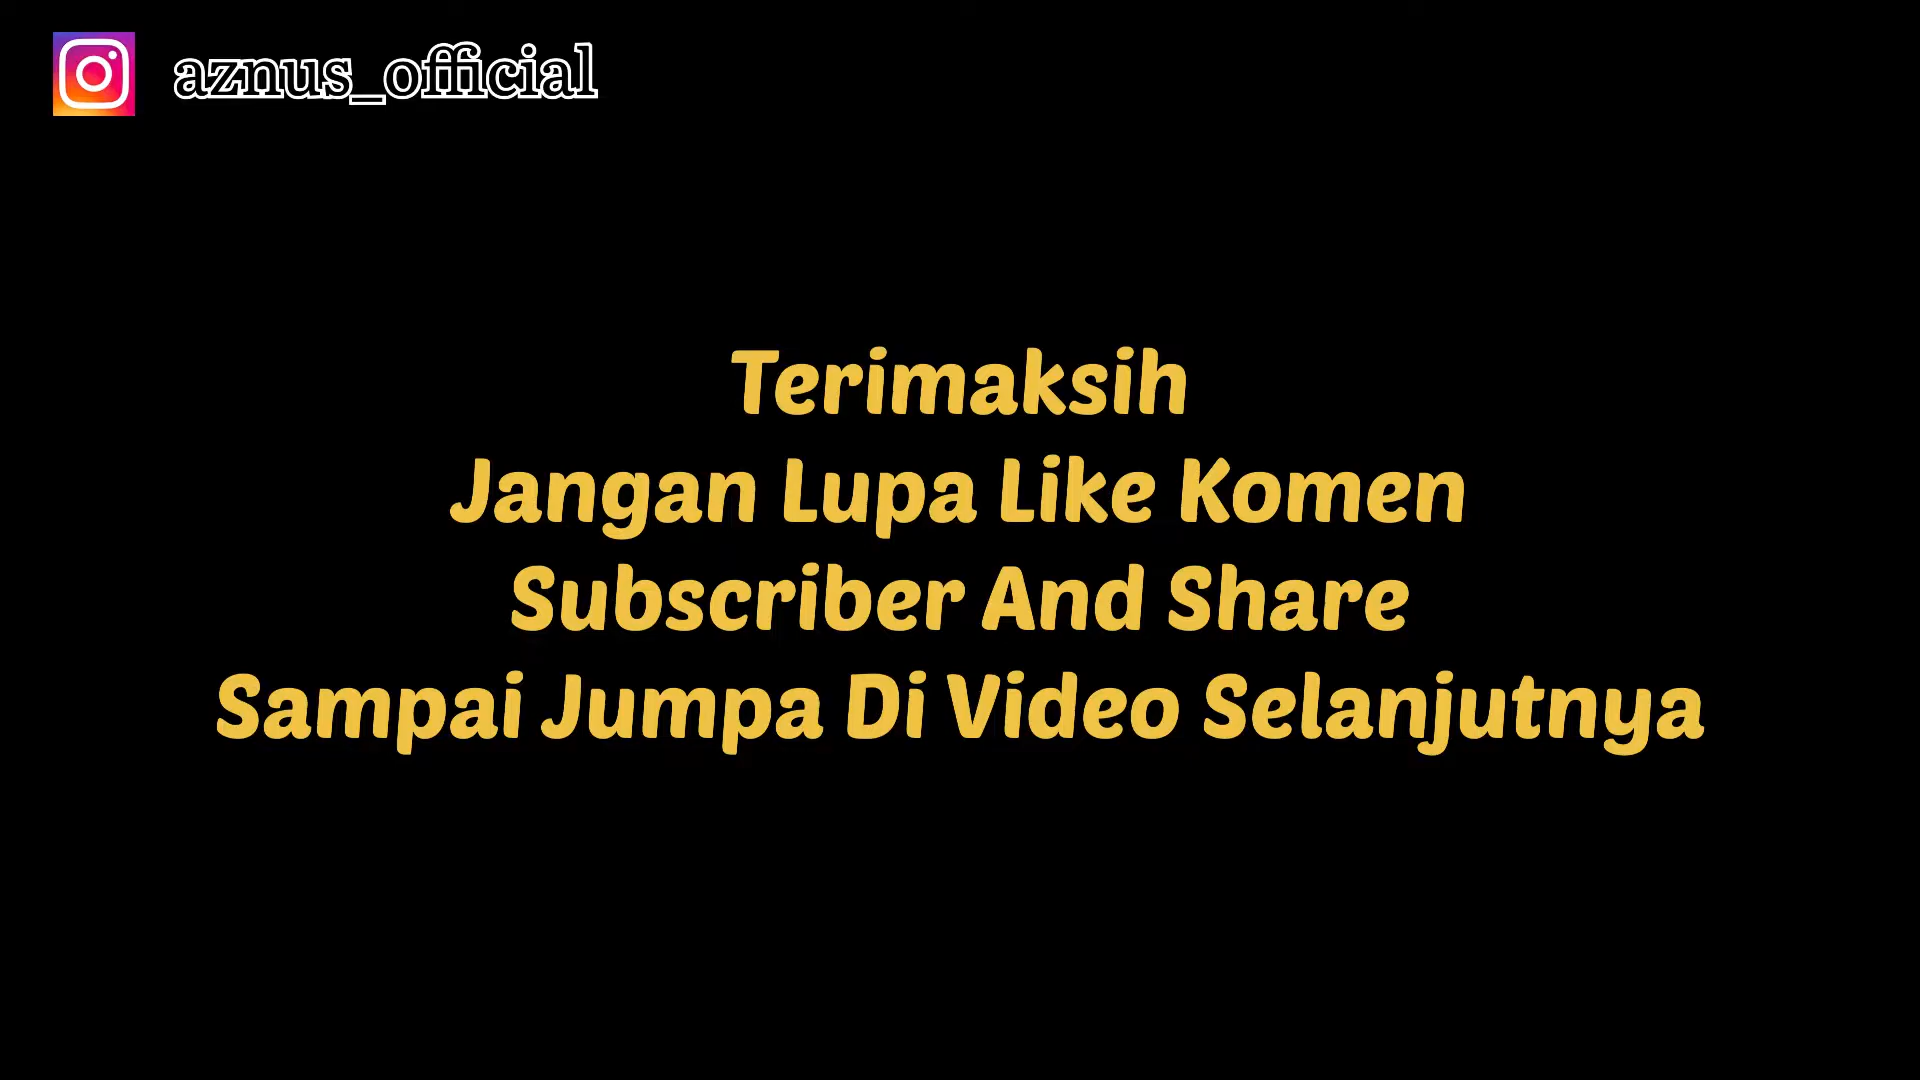 aznus_official
Terimaksih
Jangan Lupa Like Komen
Subscriber And Share
Sampai Jumpa Di Video Selanjutnya